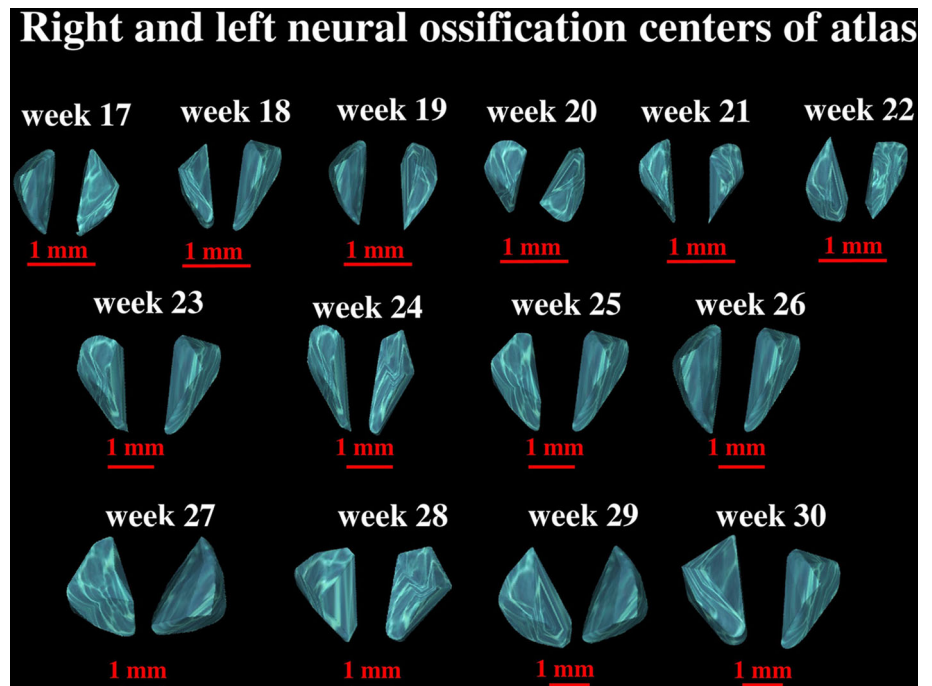 Right and left neural ossification centers of atlas
week 17 week 18 week 19 week 20 week 21 week 22
1 mm 1 mm 1 mm 1 mm 1 mm 1 mm
week 23 week 24 week 25 week 26
1 mm 1 mm 1 mm 1 mm
week 27 week 28 week 29 week 30
1 mm 1 mm 1 mm 1 mm